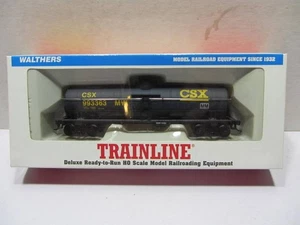 WALTHERS
MODEL RAILROAD EQUIPMENT SINCE 1932
CSX
993363 MW
CSX
TRAINLINE®
Deluxe Ready-to-Run HO Scale Model Railroading Equipment